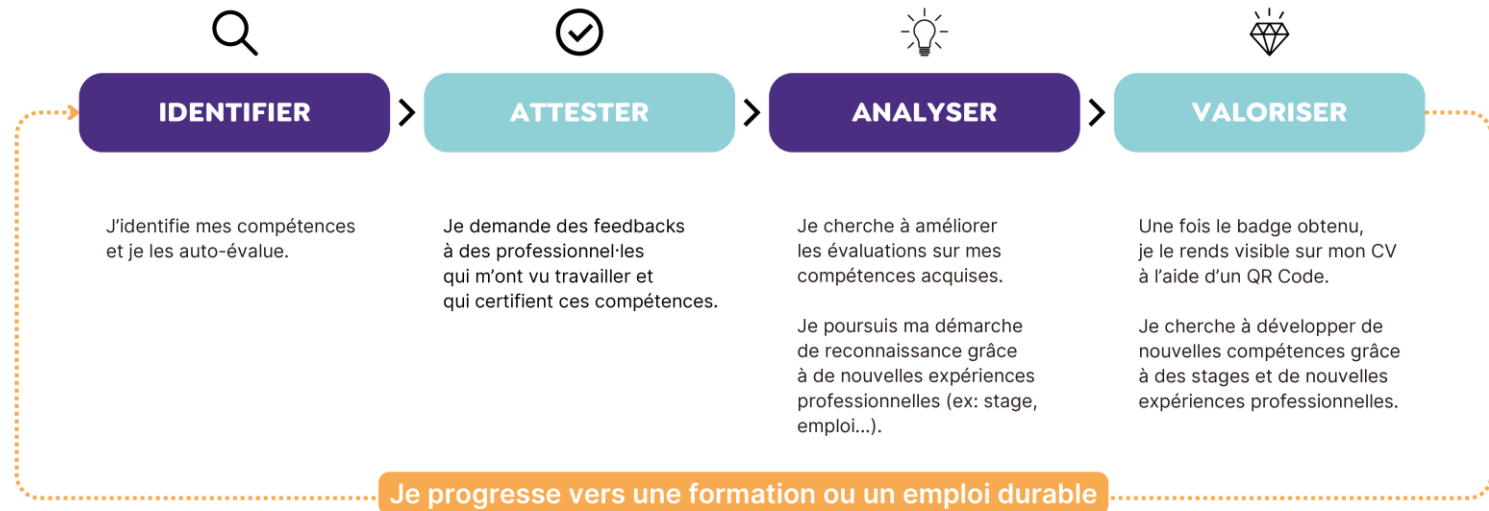 IDENTIFIER
ATTESTER
ANALYSER
VALORISER
J'identifie mes compétences
et je les auto-évalue.
Je demande des feedbacks
à des professionnel·les
qui m'ont vu travailler et
qui certifient ces compétences.
Je cherche à améliorer
les évaluations sur mes
compétences acquises.
Je poursuis ma démarche
de reconnaissance grâce
à de nouvelles expériences
professionnelles (ex: stage,
emploi...).
Une fois le badge obtenu,
je le rends visible sur mon CV
à l'aide d'un QR Code.
Je cherche à développer de
nouvelles compétences grâce
à des stages et de nouvelles
expériences professionnelles.
Je progresse vers une formation ou un emploi durable